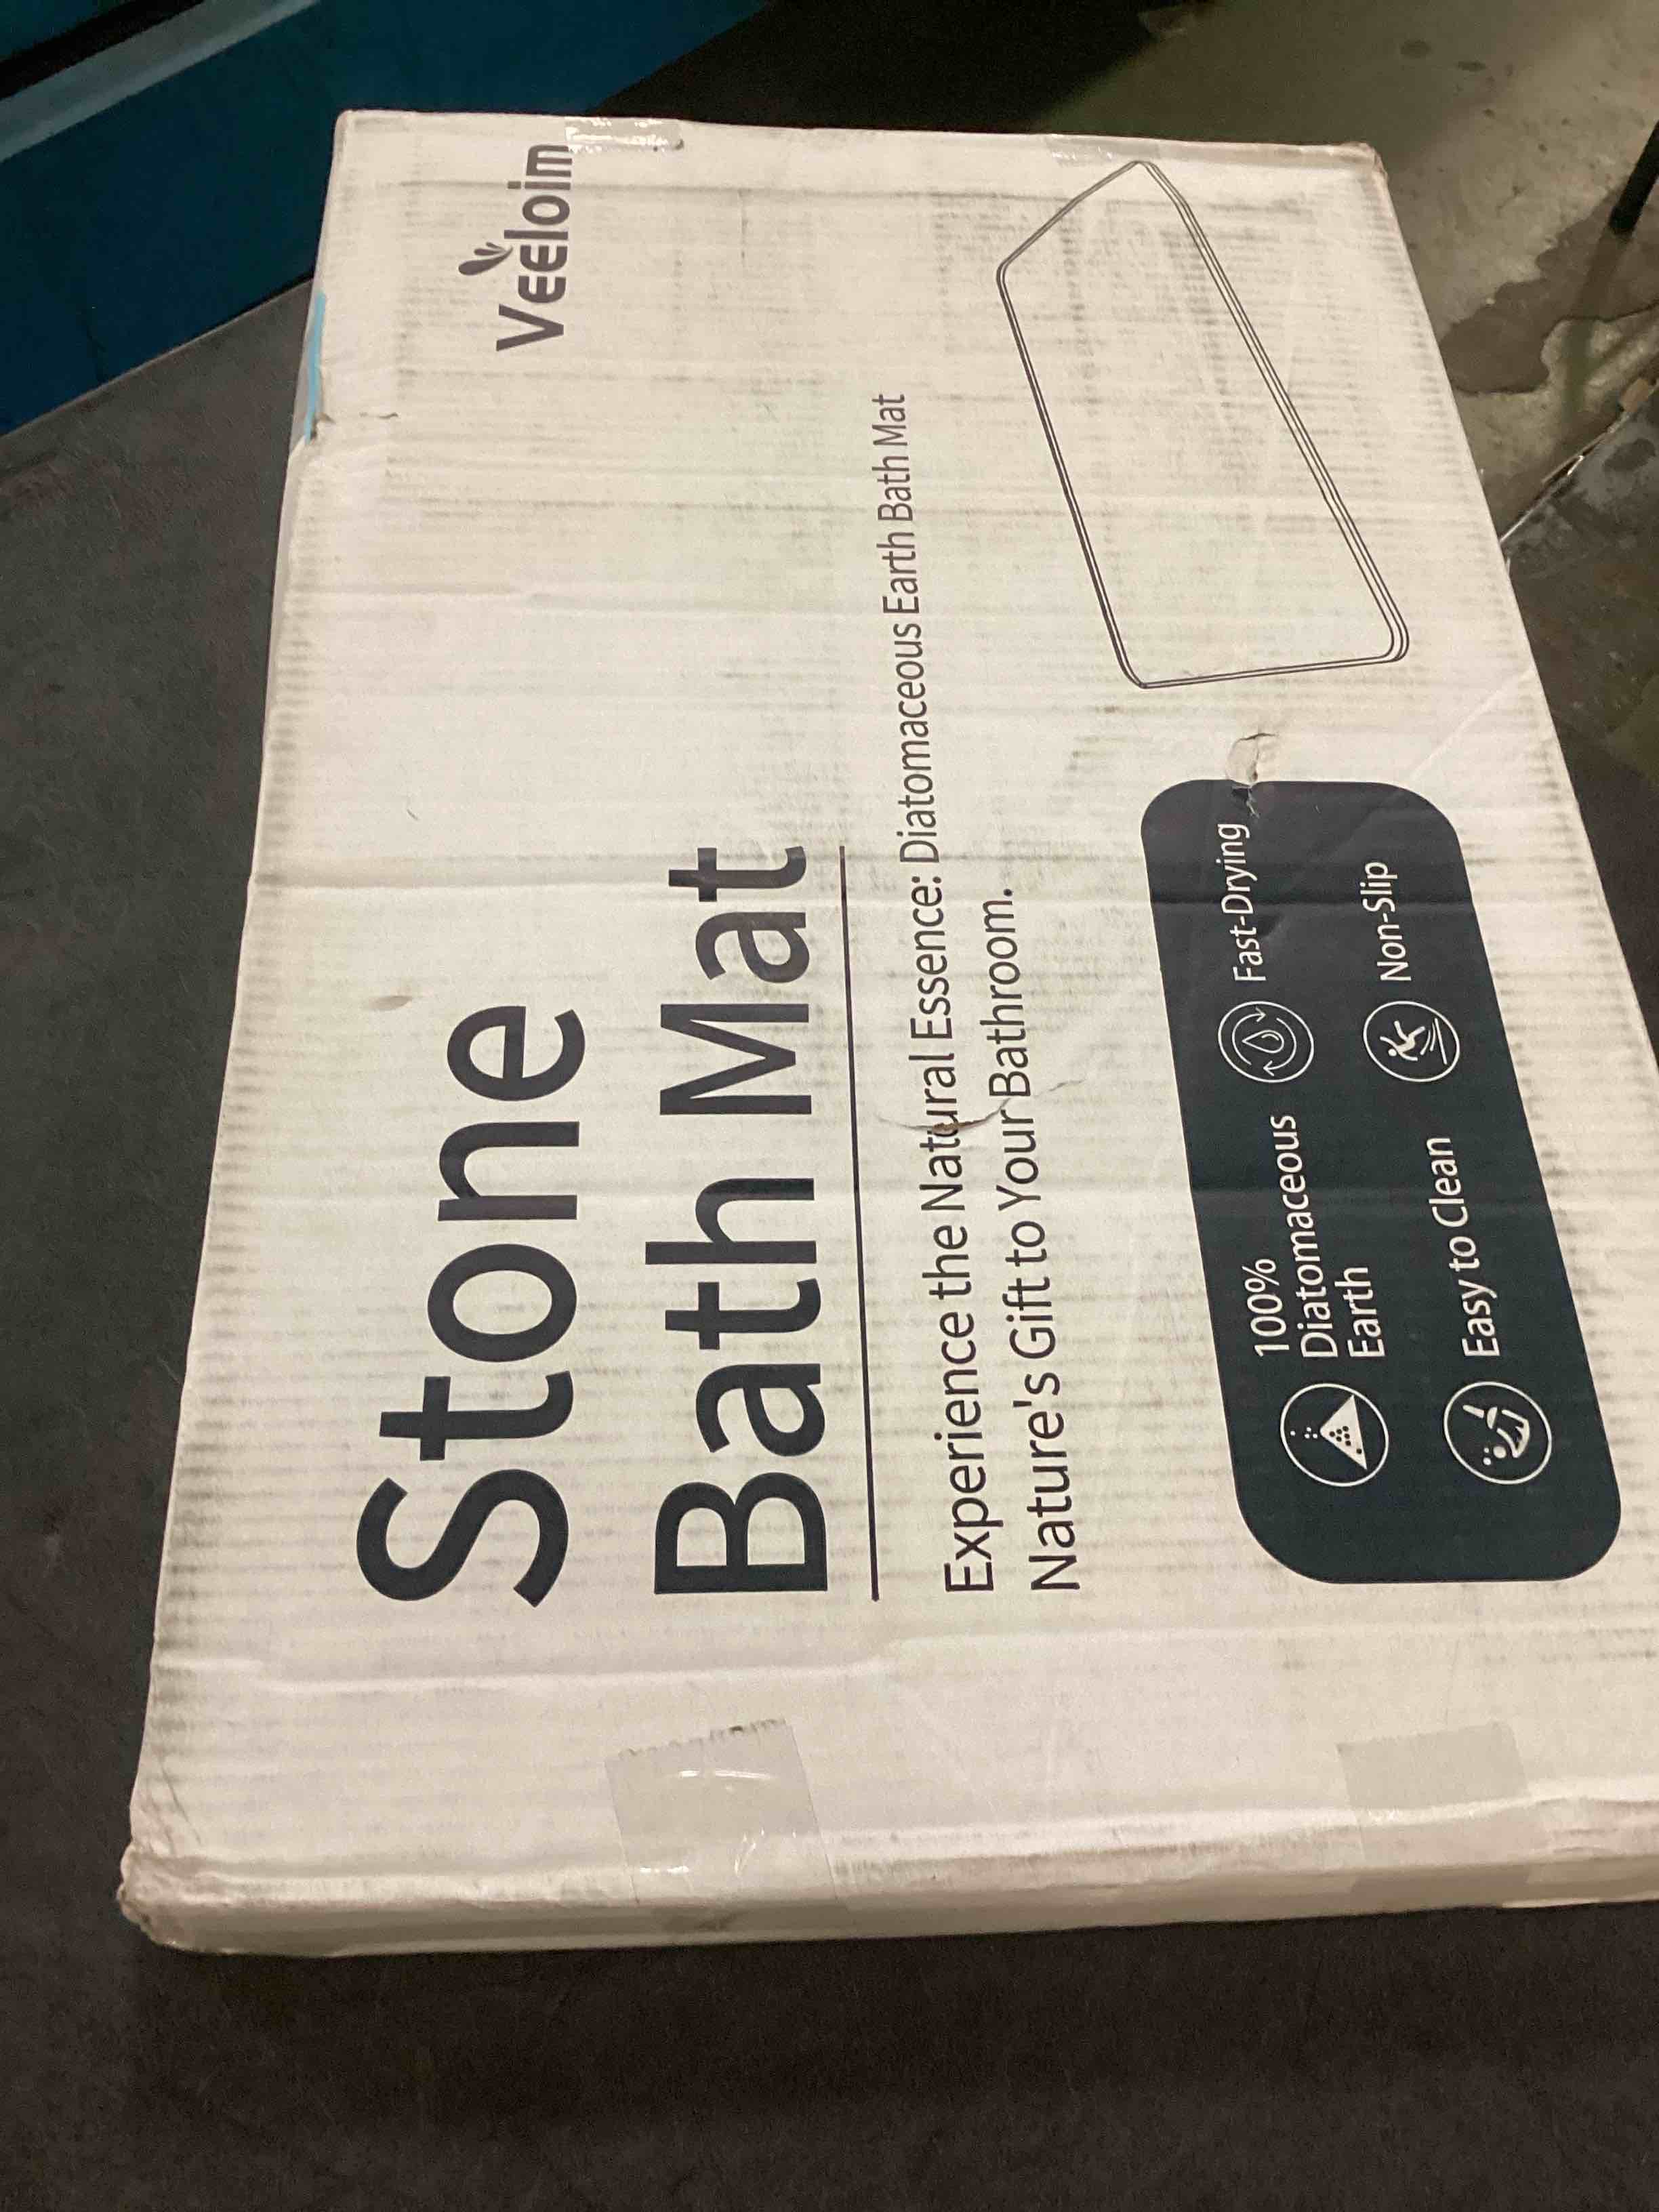 Veeloim
Stone
Bath Mat
Experience the Natural Essence: Diatomaceous Earth Bath Mat
Nature's Gift to Your Bathroom.
100%
Diatomaceous
Earth
Fast-Drying
Easy to Clean
Non-Slip